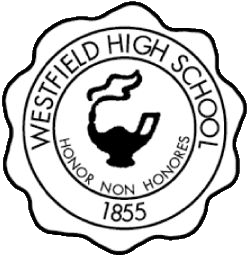 WESTFIELD HIGH SCHOOL
HONOR NON HONORES
1855